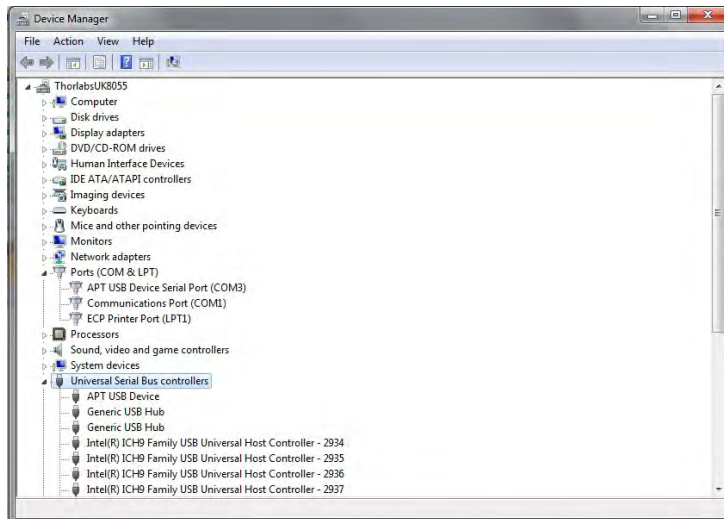 Device Manager
File Action View Help
ThorlabsUK8055
Computer
Disk drives
Display adapters
DVD/CD-ROM drives
Human Interface Devices
IDE ATA/ATAPI controllers
Imaging devices
Keyboards
Mice and other pointing devices
Monitors
Network adapters
Ports (COM & LPT)
APT USB Device Serial Port (COM3)
Communications Port (COM1)
ECP Printer Port (LPT1)
Processors
Sound, video and game controllers
System devices
Universal Serial Bus controllers
APT USB Device
Generic USB Hub
Generic USB Hub
Intel(R) ICH9 Family USB Universal Host Controller - 2934
Intel(R) ICH9 Family USB Universal Host Controller - 2935
Intel(R) ICH9 Family USB Universal Host Controller - 2936
Intel(R) ICH9 Family USB Universal Host Controller - 2937